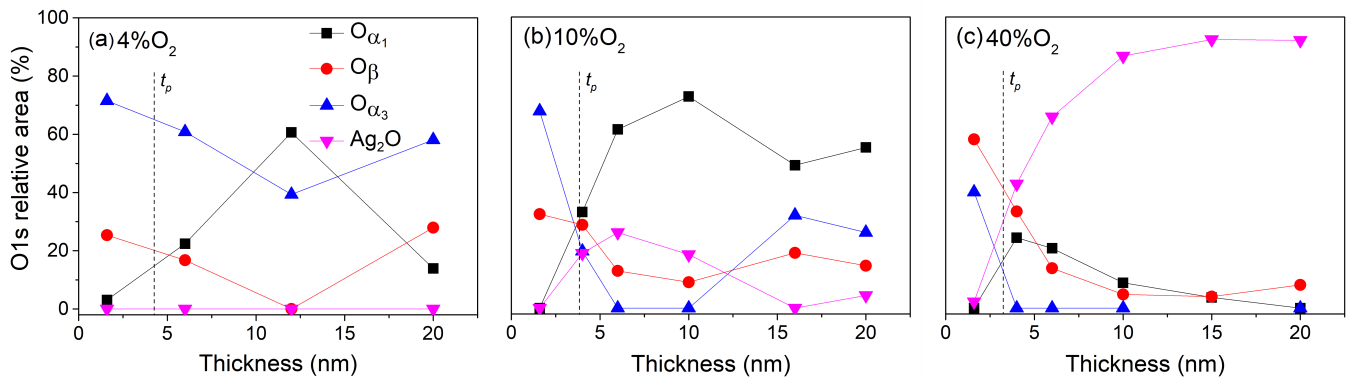 (a) 4%O₂
Oα₁
Oβ
Oα₃
Ag₂O
tₚ
O1s relative area (%)
100
80
60
40
20
0
0 5 10 15 20
Thickness (nm)
(b) 10%O₂
tₚ
0 5 10 15 20
Thickness (nm)
(c) 40%O₂
tₚ
0 5 10 15 20
Thickness (nm)